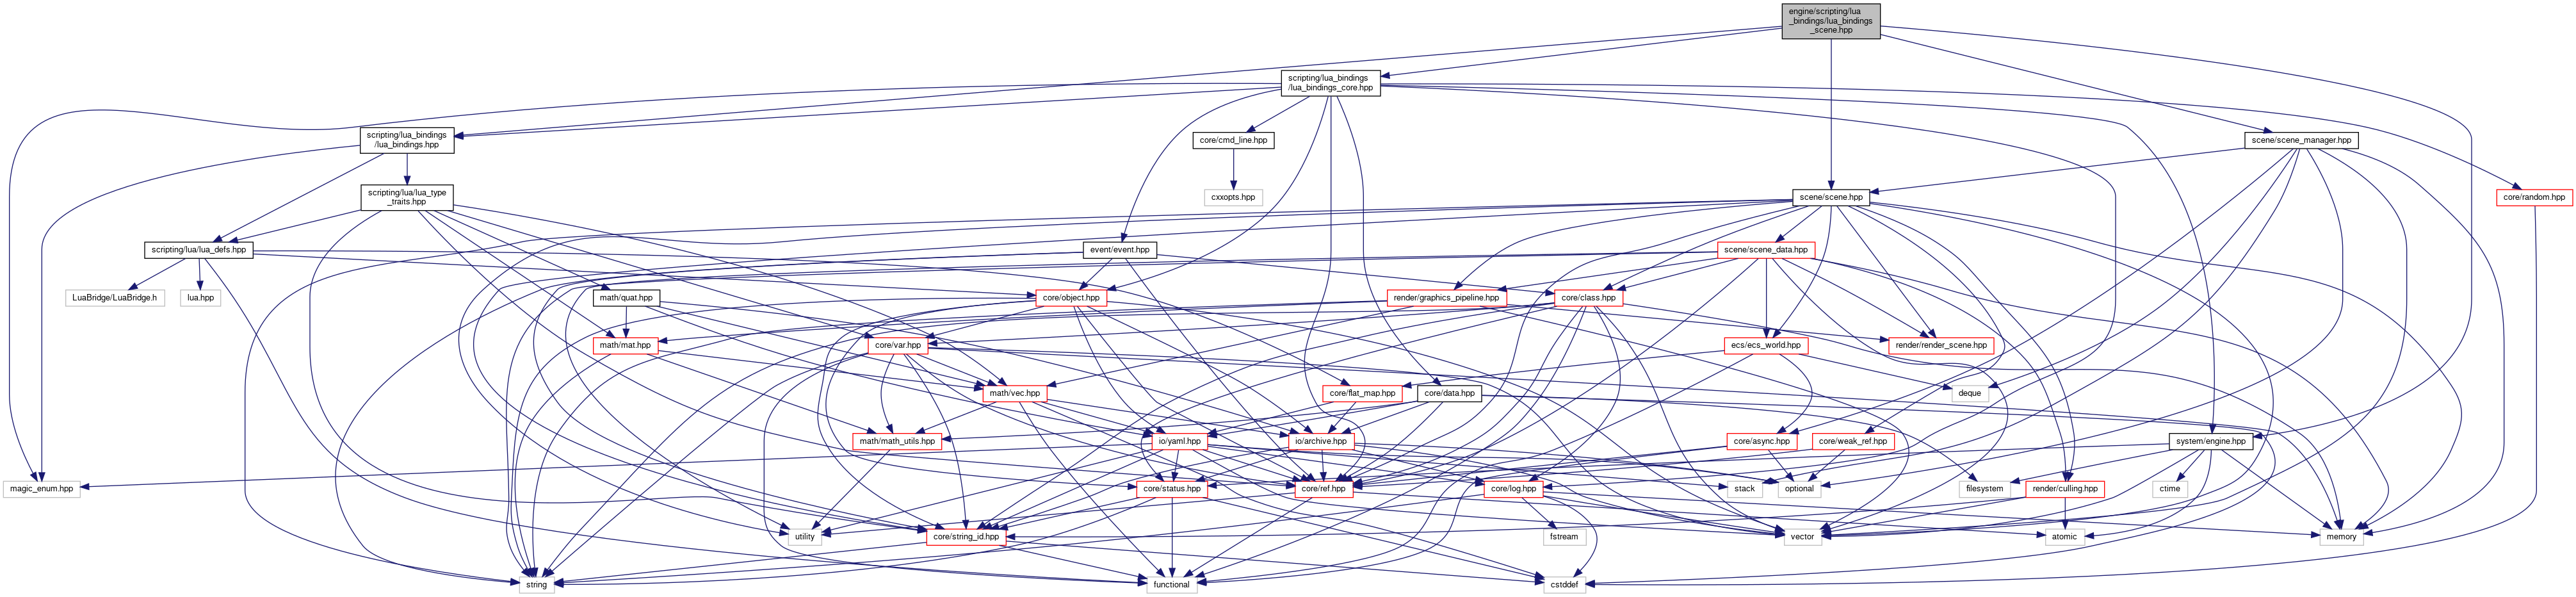 engine/scripting/lua
_bindings/lua_bindings
_scene.hpp
scripting/lua_bindings
/lua_bindings_core.hpp
scripting/lua_bindings
/lua_bindings.hpp
core/cmd_line.hpp
scene/scene_manager.hpp
scripting/lua/lua_type
_traits.hpp
cxxopts.hpp
scene/scene.hpp
core/random.hpp
scripting/lua/lua_defs.hpp
event/event.hpp
scene/scene_data.hpp
LuaBridge/LuaBridge.h
lua.hpp
math/quat.hpp
core/object.hpp
render/graphics_pipeline.hpp
core/class.hpp
math/mat.hpp
core/var.hpp
ecs/ecs_world.hpp
render/render_scene.hpp
math/vec.hpp
core/flat_map.hpp
core/data.hpp
deque
math/math_utils.hpp
io/yaml.hpp
io/archive.hpp
core/async.hpp
core/weak_ref.hpp
system/engine.hpp
magic_enum.hpp
core/status.hpp
core/ref.hpp
core/log.hpp
stack
optional
filesystem
render/culling.hpp
ctime
utility
core/string_id.hpp
fstream
vector
atomic
memory
string
functional
cstddef